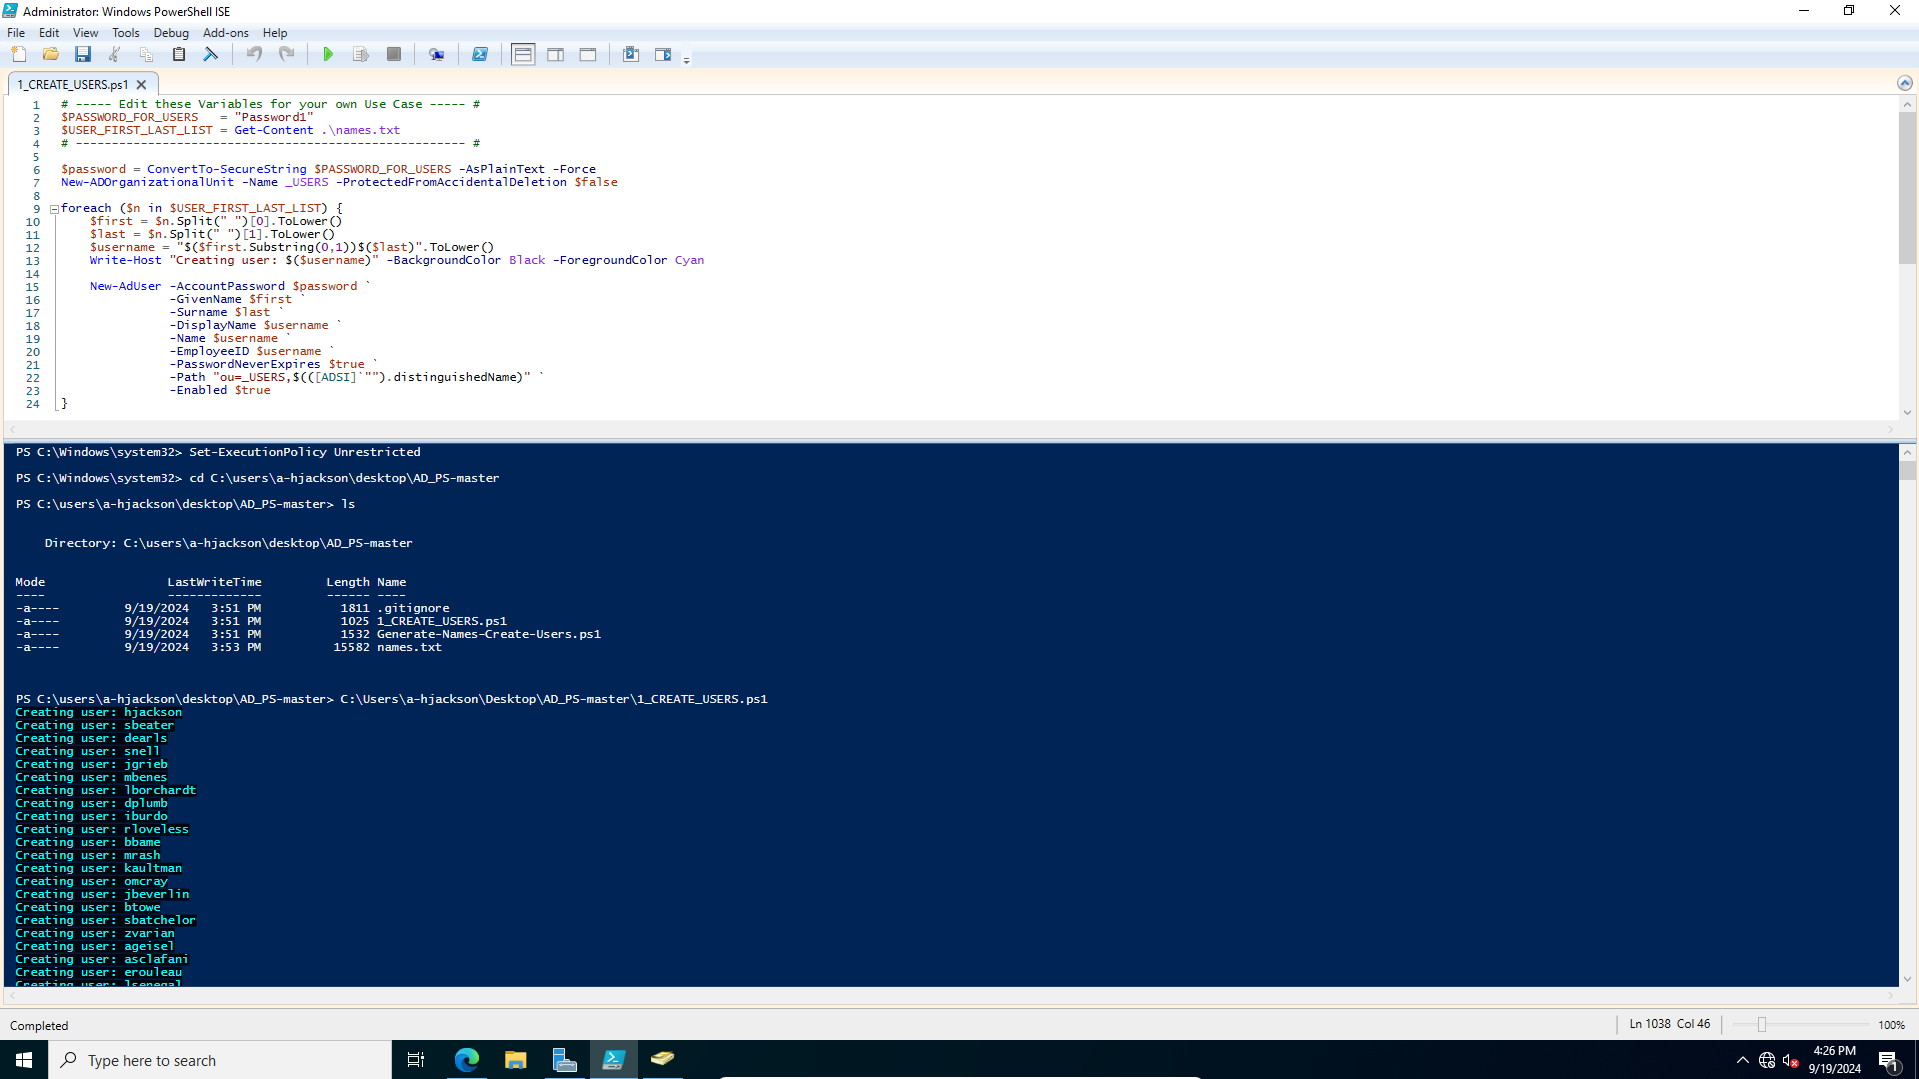 Administrator: Windows PowerShell ISE
File Edit View Tools Debug Add-ons Help
1_CREATE_USERS.ps1
1 # ----- Edit these Variables for your own Use Case ----- #
2 $PASSWORD_FOR_USERS   = "Password1"
3 $USER_FIRST_LAST_LIST = Get-Content .\names.txt
4 # ------------------------------------------------------ #
5
6 $password = ConvertTo-SecureString $PASSWORD_FOR_USERS -AsPlainText -Force
7 New-ADOrganizationalUnit -Name _USERS -ProtectedFromAccidentalDeletion $false
8
9 foreach ($n in $USER_FIRST_LAST_LIST) {
10     $first = $n.Split(" ")[0].ToLower()
11     $last = $n.Split(" ")[1].ToLower()
12     $username = "$($first.Substring(0,1))$($last)".ToLower()
13     Write-Host "Creating user: $($username)" -BackgroundColor Black -ForegroundColor Cyan
14
15     New-AdUser -AccountPassword $password `
16                -GivenName $first `
17                -Surname $last `
18                -DisplayName $username `
19                -Name $username `
20                -EmployeeID $username `
21                -PasswordNeverExpires $true `
22                -Path "ou=_USERS,$(([ADSI]`"").distinguishedName)" `
23                -Enabled $true
24 }
PS C:\Windows\system32> Set-ExecutionPolicy Unrestricted
PS C:\Windows\system32> cd C:\users\a-hjackson\desktop\AD_PS-master
PS C:\users\a-hjackson\desktop\AD_PS-master> ls
Directory: C:\users\a-hjackson\desktop\AD_PS-master
Mode                 LastWriteTime         Length Name
----                 -------------         ------ ----
-a----         9/19/2024   3:51 PM           1811 .gitignore
-a----         9/19/2024   3:51 PM           1025 1_CREATE_USERS.ps1
-a----         9/19/2024   3:51 PM           1532 Generate-Names-Create-Users.ps1
-a----         9/19/2024   3:53 PM          15582 names.txt
PS C:\users\a-hjackson\desktop\AD_PS-master> C:\Users\a-hjackson\Desktop\AD_PS-master\1_CREATE_USERS.ps1
Creating user: hjackson
Creating user: sbeater
Creating user: dearls
Creating user: snell
Creating user: jgrieb
Creating user: mbenes
Creating user: lborchardt
Creating user: dplumb
Creating user: iburdo
Creating user: rloveless
Creating user: bbame
Creating user: mrash
Creating user: kaultman
Creating user: omcray
Creating user: jbeverlin
Creating user: btowe
Creating user: sbatchelor
Creating user: zvarian
Creating user: ageisel
Creating user: asclafani
Creating user: erouleau
Creating user: lsenegal
Completed
Ln 1038 Col 46
100%
Type here to search
4:26 PM
9/19/2024
1